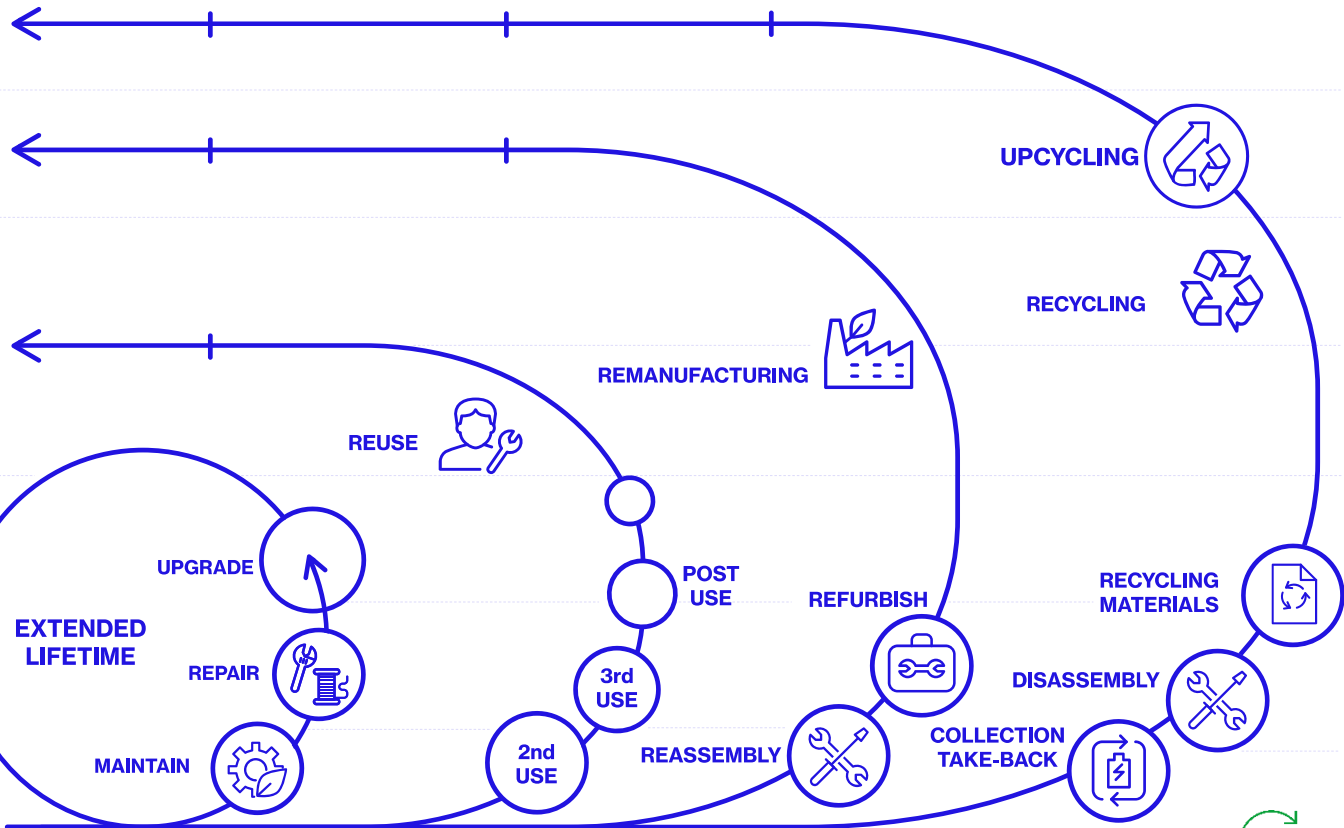 UPCYCLING
RECYCLING
REMANUFACTURING
REUSE
UPGRADE
POST
USE
REFURBISH
RECYCLING
MATERIALS
EXTENDED
LIFETIME
REPAIR
3rd
USE
DISASSEMBLY
MAINTAIN
2nd
USE
REASSEMBLY
COLLECTION
TAKE-BACK